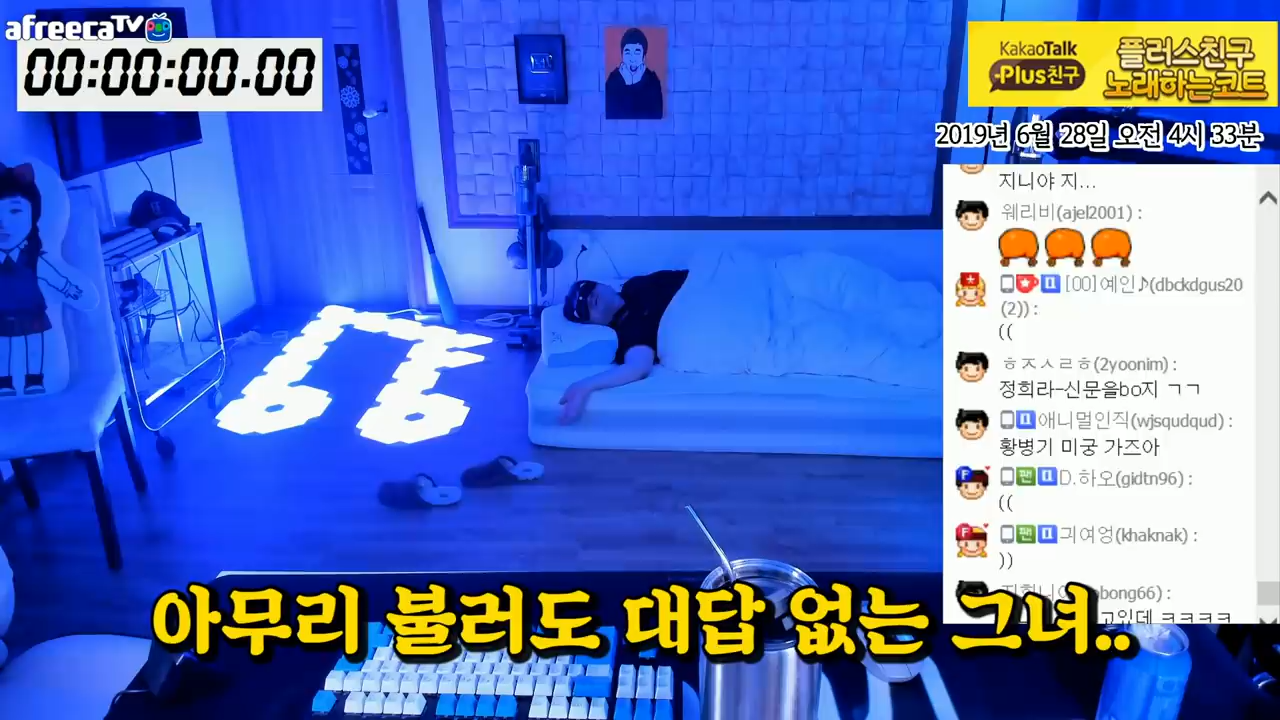 afreecaTV
00:00:00.00
KakaoTalk
Plus친구
플러스친구
노래하는코트
2019년 6월 28일 오전 4시 33분
지니야 지...
웨리비(ajel2001) :
[00]예인♪(dbckdgus20
(2)) :
((
ㅎㅈㅅㄹㅎ(2yoonim) :
정희라-신문을bo지 ㄱㄱ
애니멀인직(wjsqudqud) :
황병기 미궁 가즈아
F 팬 D.하오(gidtn96) :
((
F 팬 긔여엉(khaknak) :
))
bong66) :
ㅋㅋㅋㅋ
아무리 불러도 대답 없는 그녀..